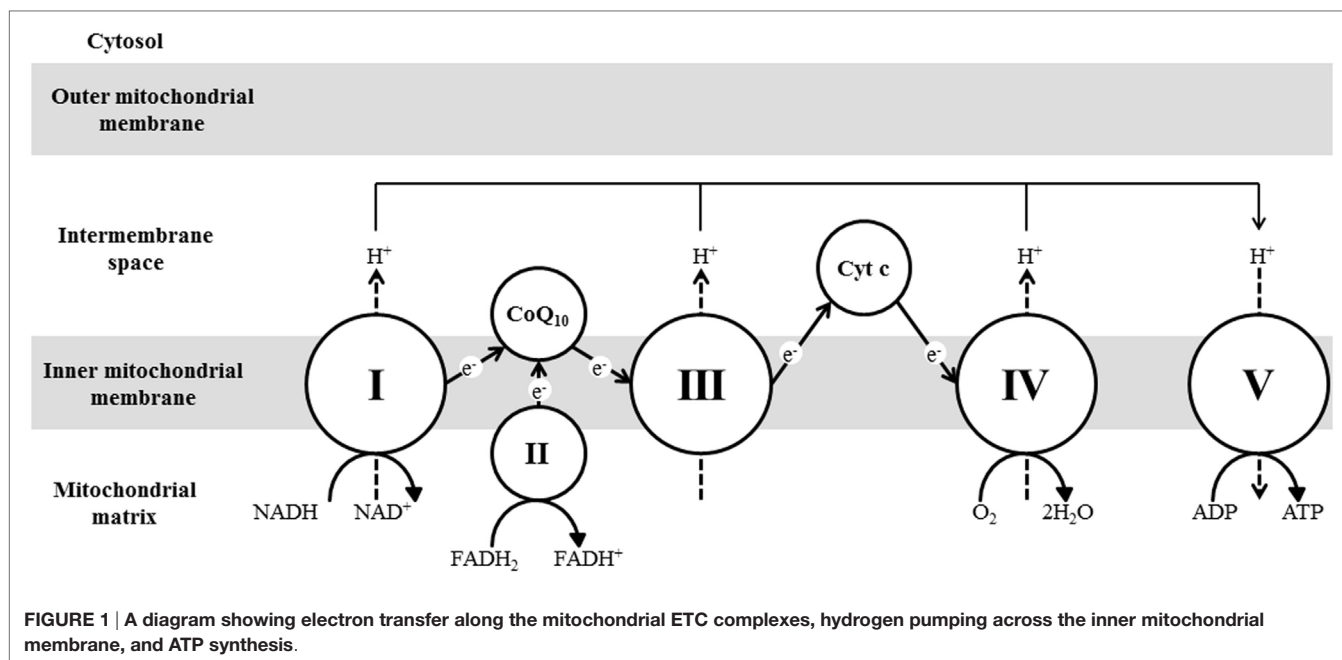 Cytosol
Outer mitochondrial
membrane
Intermembrane
space
H⁺
H⁺
H⁺
H⁺
Cyt c
CoQ₁₀
Inner mitochondrial
membrane
I
e⁻
e⁻
e⁻
III
e⁻
e⁻
IV
V
II
Mitochondrial
matrix
NADH
NAD⁺
O₂
2H₂O
ADP
ATP
FADH₂
FADH⁺
FIGURE 1 | A diagram showing electron transfer along the mitochondrial ETC complexes, hydrogen pumping across the inner mitochondrial
membrane, and ATP synthesis.